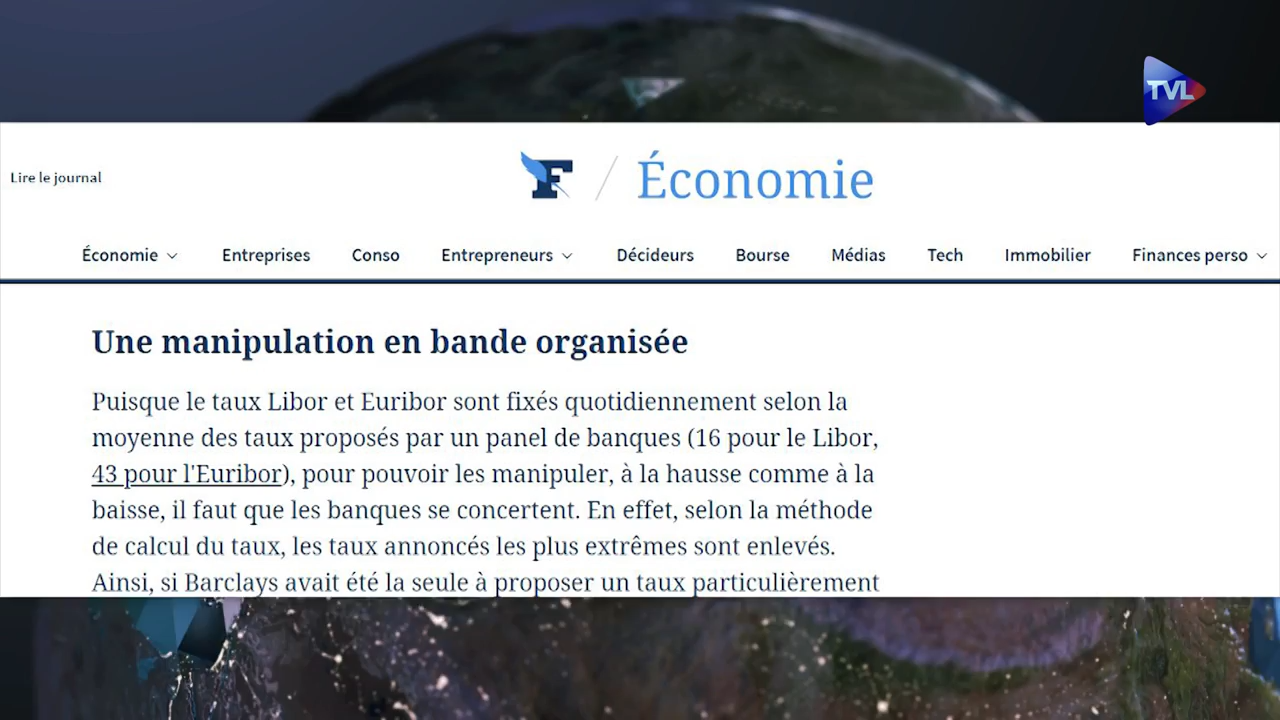 TVL
Lire le journal
F / Économie
Économie Entreprises Conso Entrepreneurs Décideurs Bourse Médias Tech Immobilier Finances perso
Une manipulation en bande organisée
Puisque le taux Libor et Euribor sont fixés quotidiennement selon la
moyenne des taux proposés par un panel de banques (16 pour le Libor,
43 pour l'Euribor), pour pouvoir les manipuler, à la hausse comme à la
baisse, il faut que les banques se concertent. En effet, selon la méthode
de calcul du taux, les taux annoncés les plus extrêmes sont enlevés.
Ainsi, si Barclays avait été la seule à proposer un taux particulièrement